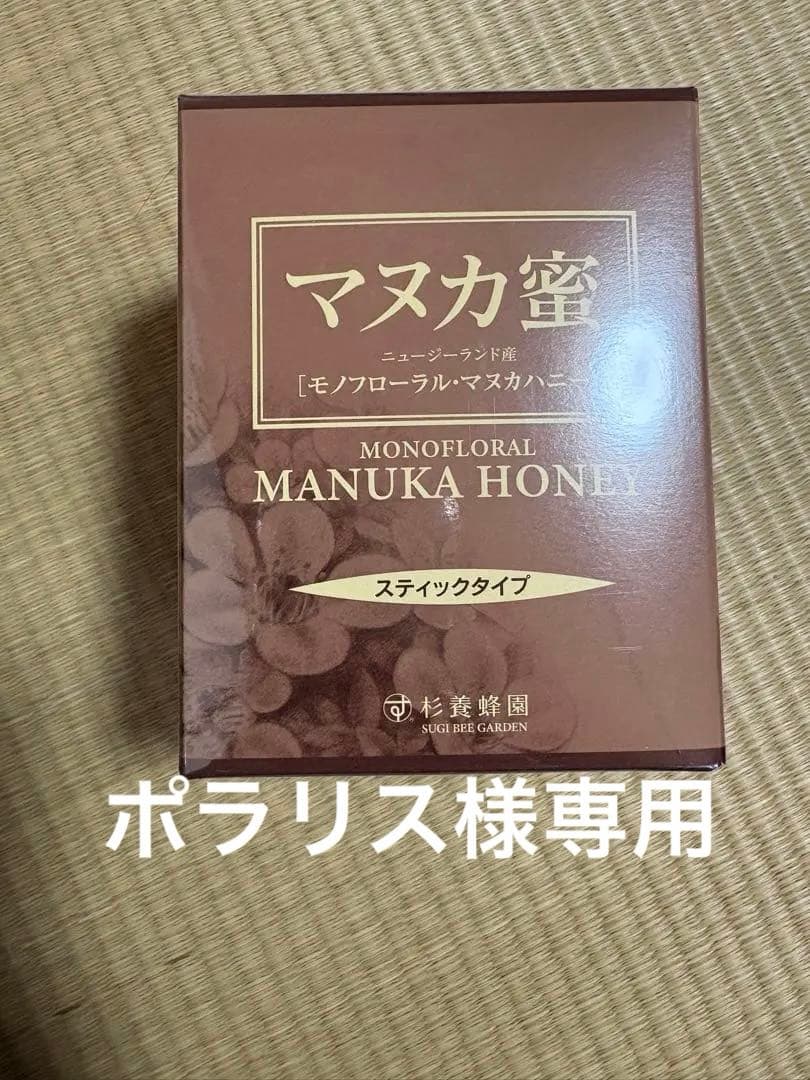 マヌカ蜜
ニュージーランド産
[モノフローラル・マヌカハニー
MONOFLORAL
MANUKA HONEY
スティックタイプ
杉養蜂園
SUGI BEE GARDEN
ポラリス様専用